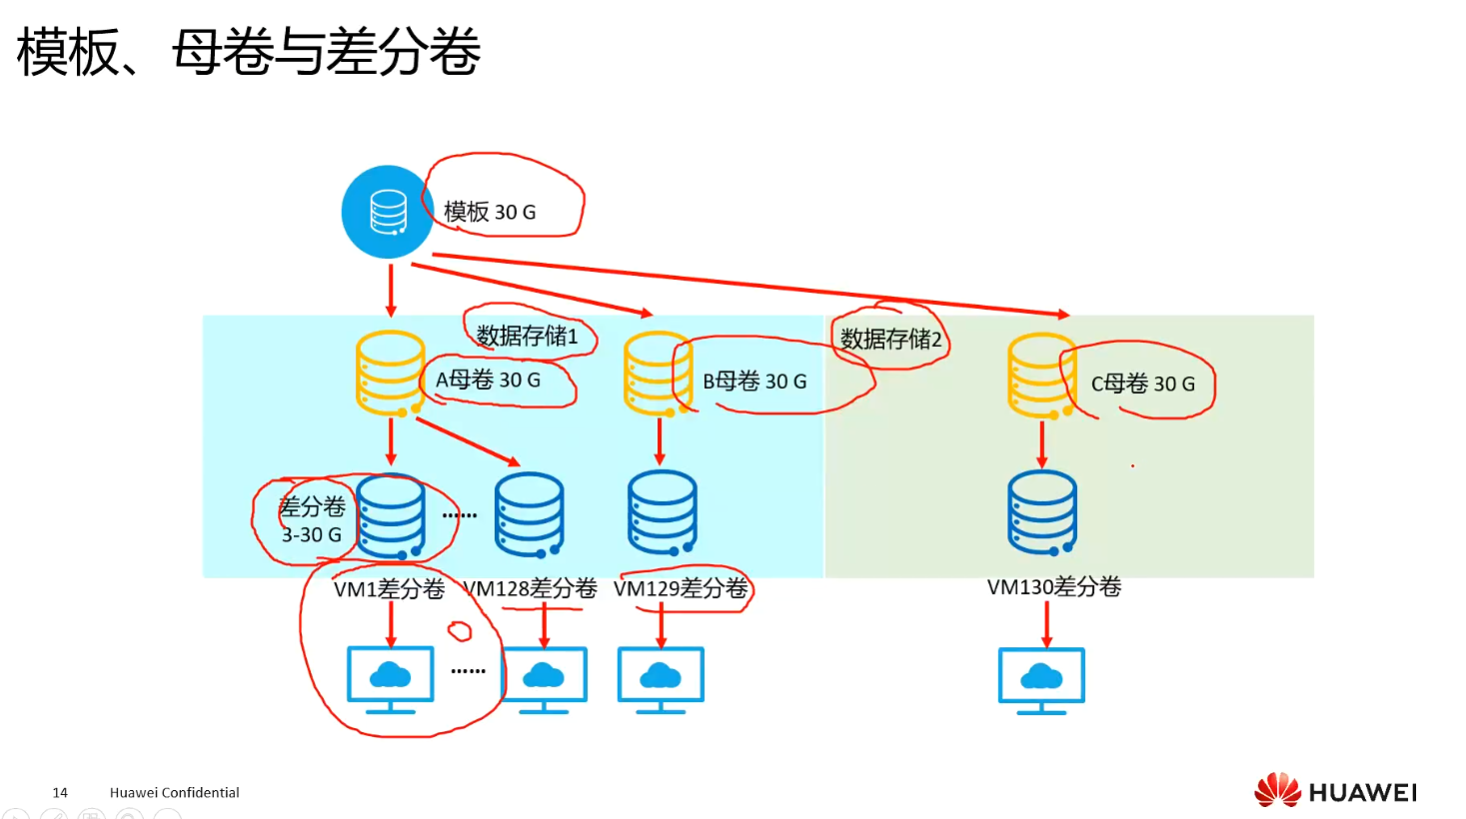 模板、母卷与差分卷
模板 30 G
数据存储1
数据存储2
A母卷 30 G
B母卷 30 G
C母卷 30 G
差分卷
3-30 G
······
VM1差分卷
VM128差分卷
VM129差分卷
VM130差分卷
······
14
Huawei Confidential
HUAWEI